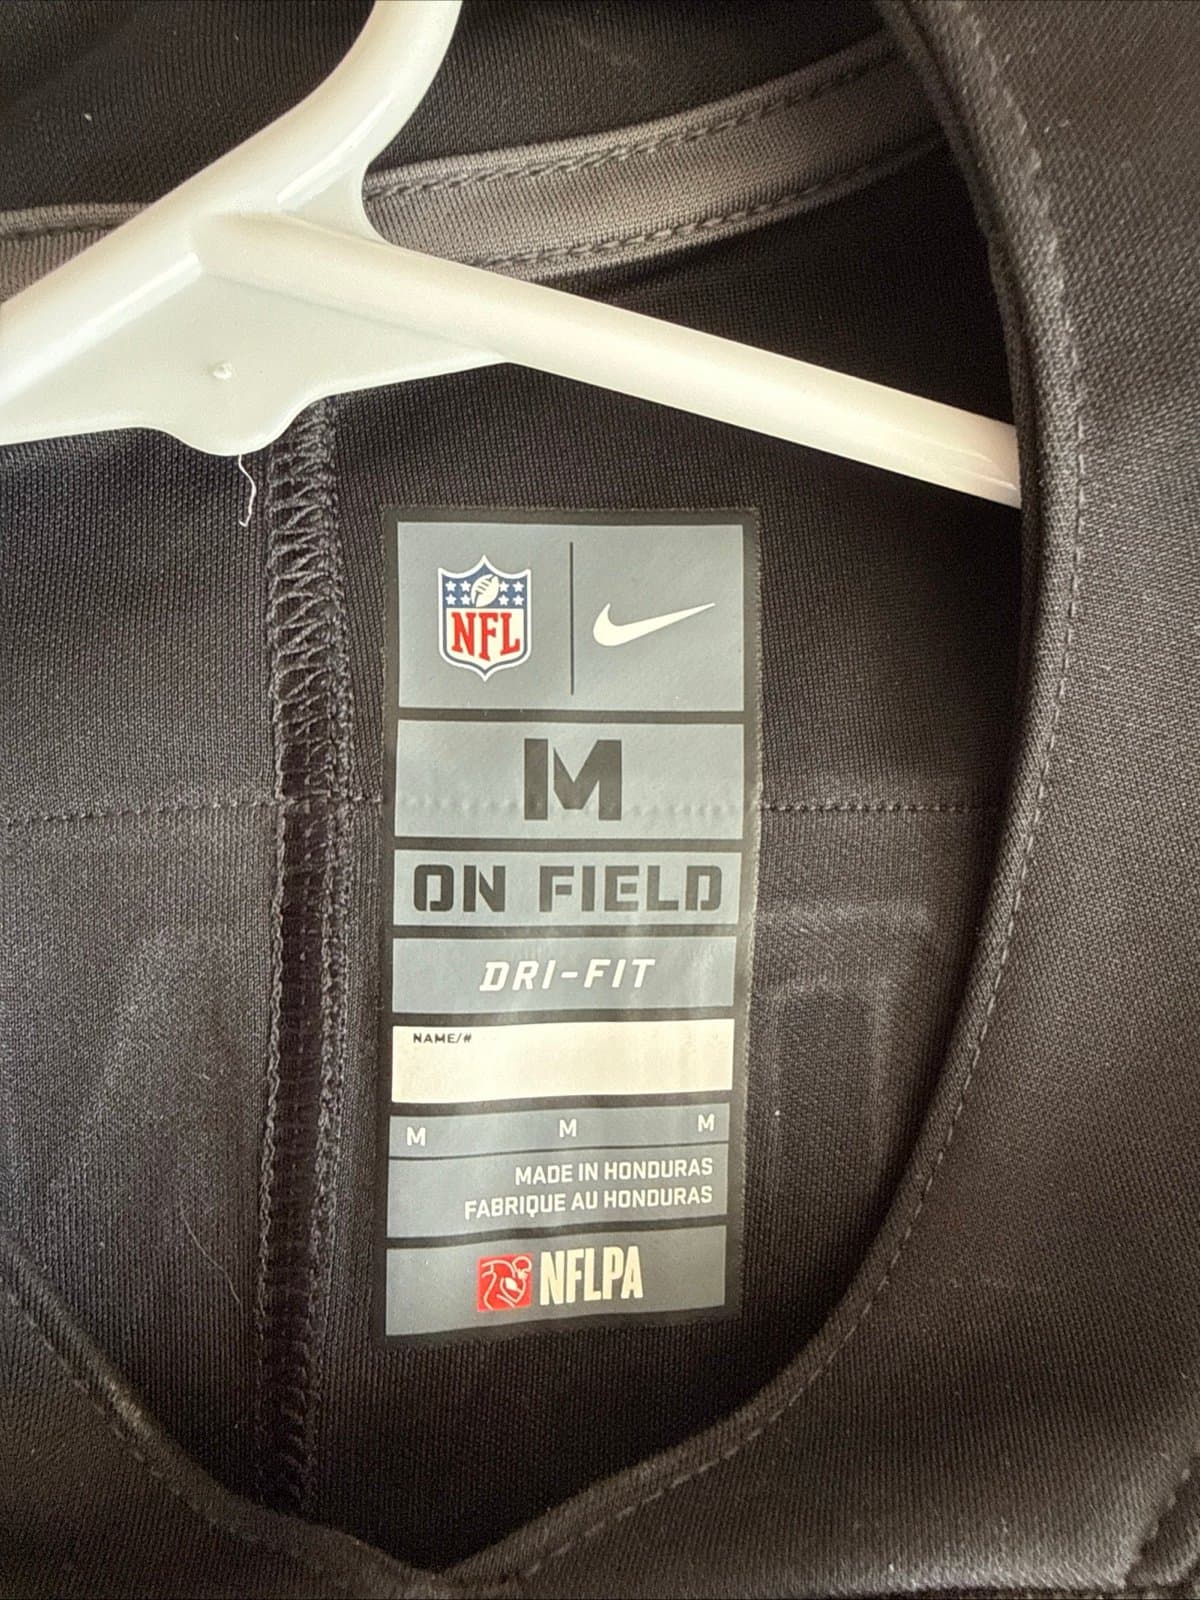 NFL
M
ON FIELD
DRI-FIT
NAME/#
M M M
MADE IN HONDURAS
FABRIQUE AU HONDURAS
NFLPA